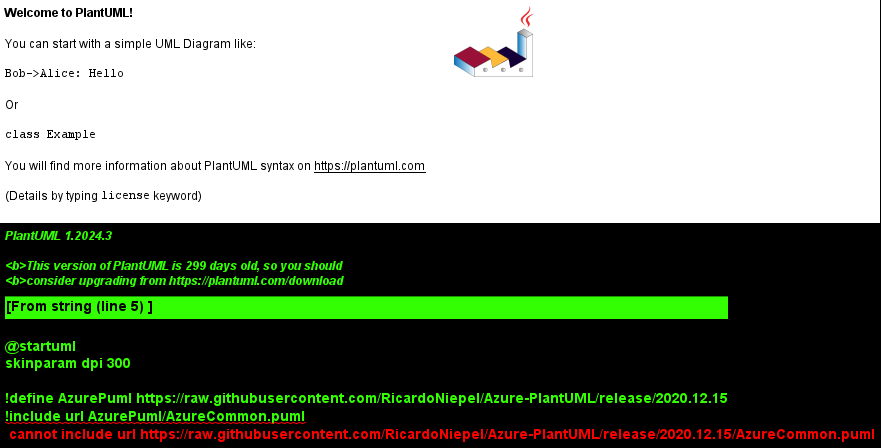 Welcome to PlantUML!
You can start with a simple UML Diagram like:
Bob->Alice: Hello
Or
class Example
You will find more information about PlantUML syntax on https://plantuml.com
(Details by typing license keyword)
PlantUML 1.2024.3
<b>This version of PlantUML is 299 days old, so you should
<b>consider upgrading from https://plantuml.com/download
[From string (line 5) ]
@startuml
skinparam dpi 300
!define AzurePuml https://raw.githubusercontent.com/RicardoNiepel/Azure-PlantUML/release/2020.12.15
!include url AzurePuml/AzureCommon.puml
cannot include url https://raw.githubusercontent.com/RicardoNiepel/Azure-PlantUML/release/2020.12.15/AzureCommon.puml